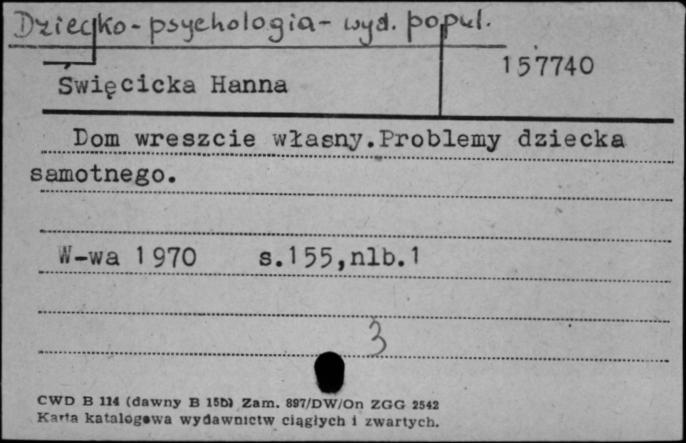 Dziecko - psychologia - wyd. popul.
157740
Święcicka Hanna
Dom wreszcie własny.Problemy dziecka
samotnego.
W-wa 1970 s.155,nlb.1
3
CWD B 114 (dawny B 15b) Zam. 897/DW/On ZGG 2542
Karta katalogowa wydawnictw ciągłych i zwartych.